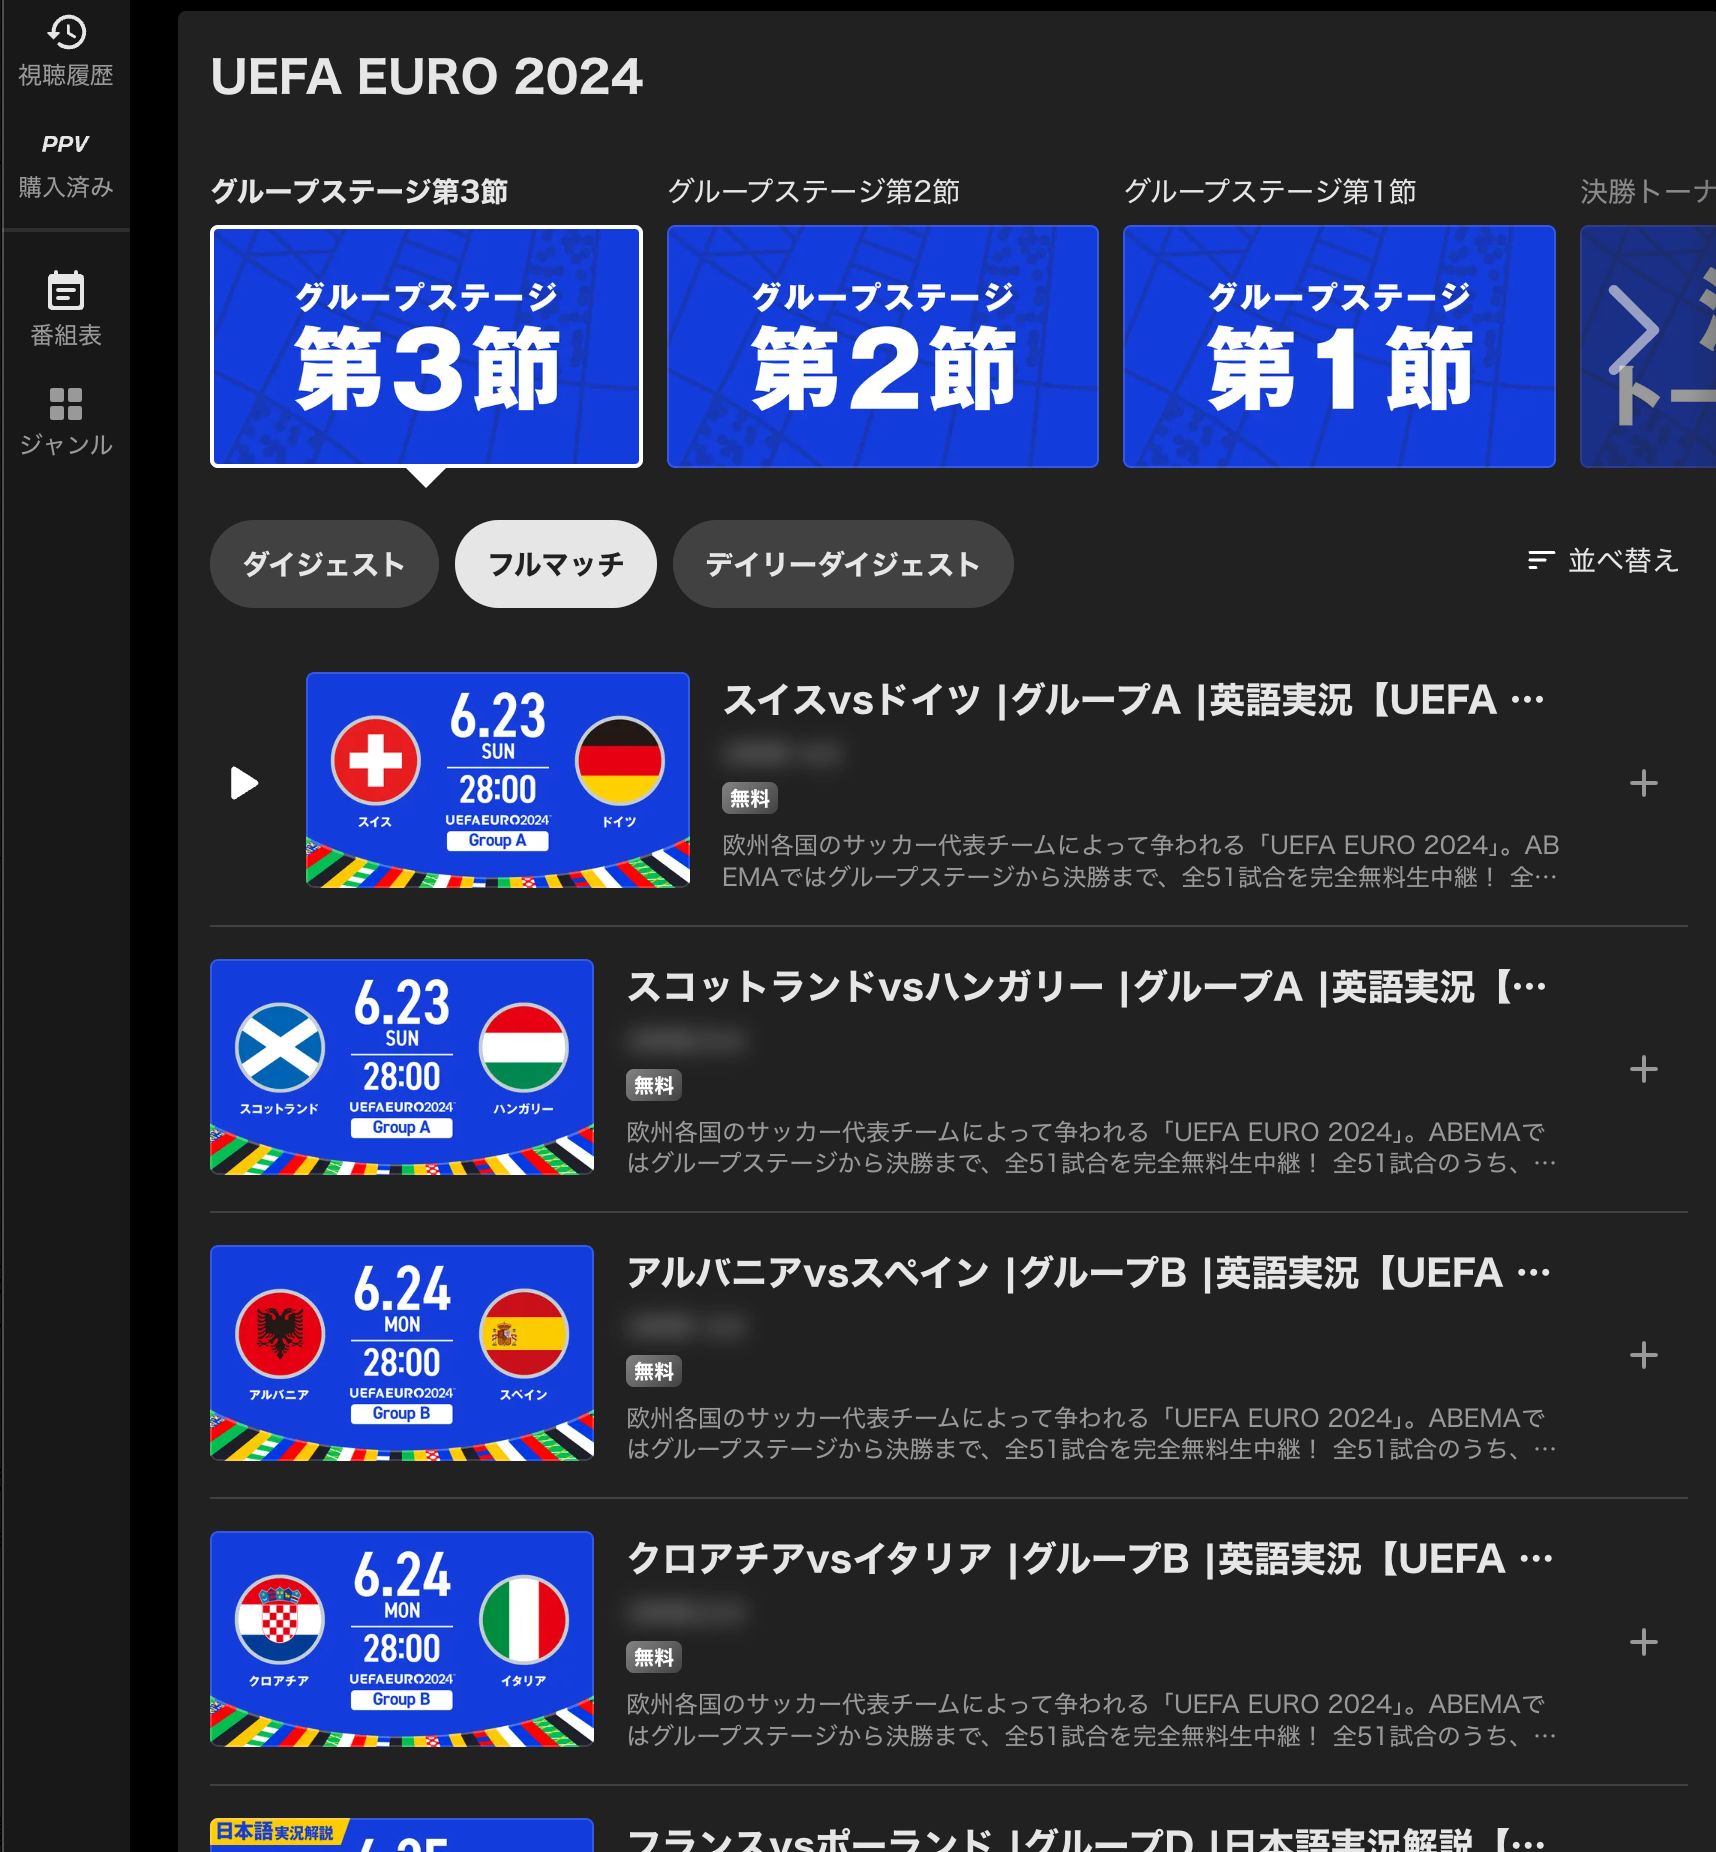 視聴履歴
PPV
購入済み
番組表
ジャンル
UEFA EURO 2024
グループステージ第3節
グループステージ第2節
グループステージ第1節
決勝トーナ
グループステージ
第3節
グループステージ
第2節
グループステージ
第1節
トー
ダイジェスト
フルマッチ
デイリーダイジェスト
並べ替え
6.23
SUN
28:00
スイス
ドイツ
UEFAEURO2024
Group A
スイスvsドイツ |グループA |英語実況【UEFA …
無料
欧州各国のサッカー代表チームによって争われる「UEFA EURO 2024」。AB
EMAではグループステージから決勝まで、全51試合を完全無料生中継！ 全…
6.23
SUN
28:00
スコットランド
ハンガリー
UEFAEURO2024
Group A
スコットランドvsハンガリー |グループA |英語実況【…
無料
欧州各国のサッカー代表チームによって争われる「UEFA EURO 2024」。ABEMAで
はグループステージから決勝まで、全51試合を完全無料生中継！ 全51試合のうち、…
6.24
MON
28:00
アルバニア
スペイン
UEFAEURO2024
Group B
アルバニアvsスペイン |グループB |英語実況【UEFA …
無料
欧州各国のサッカー代表チームによって争われる「UEFA EURO 2024」。ABEMAで
はグループステージから決勝まで、全51試合を完全無料生中継！ 全51試合のうち、…
6.24
MON
28:00
クロアチア
イタリア
UEFAEURO2024
Group B
クロアチアvsイタリア |グループB |英語実況【UEFA …
無料
欧州各国のサッカー代表チームによって争われる「UEFA EURO 2024」。ABEMAで
はグループステージから決勝まで、全51試合を完全無料生中継！ 全51試合のうち、…
日本語実況解説
6.25
フランスvsポーランド |グループD |日本語実況解説【…